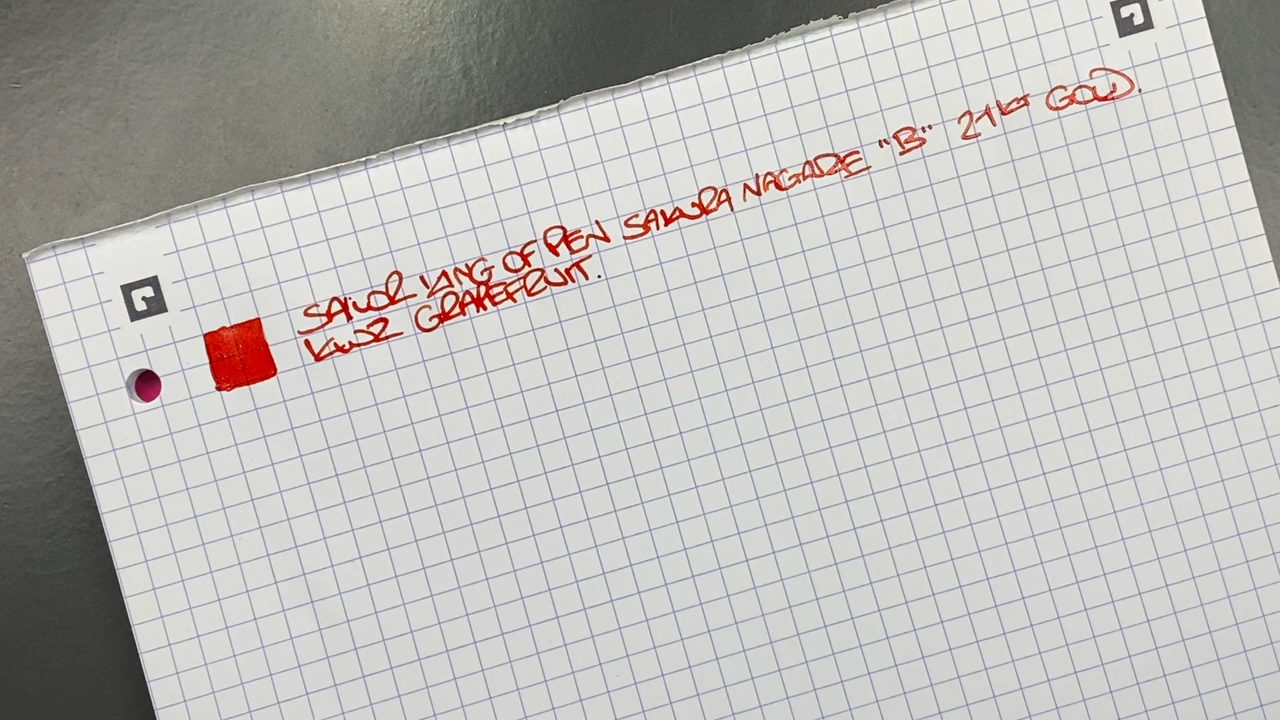 SAILOR KING OF PEN SAKURA NAGARE "B" 21KT GOLD.
KWZ GRAPEFRUIT.